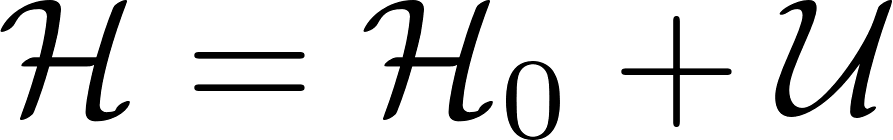 ℋ = ℋ₀ + 𝒰